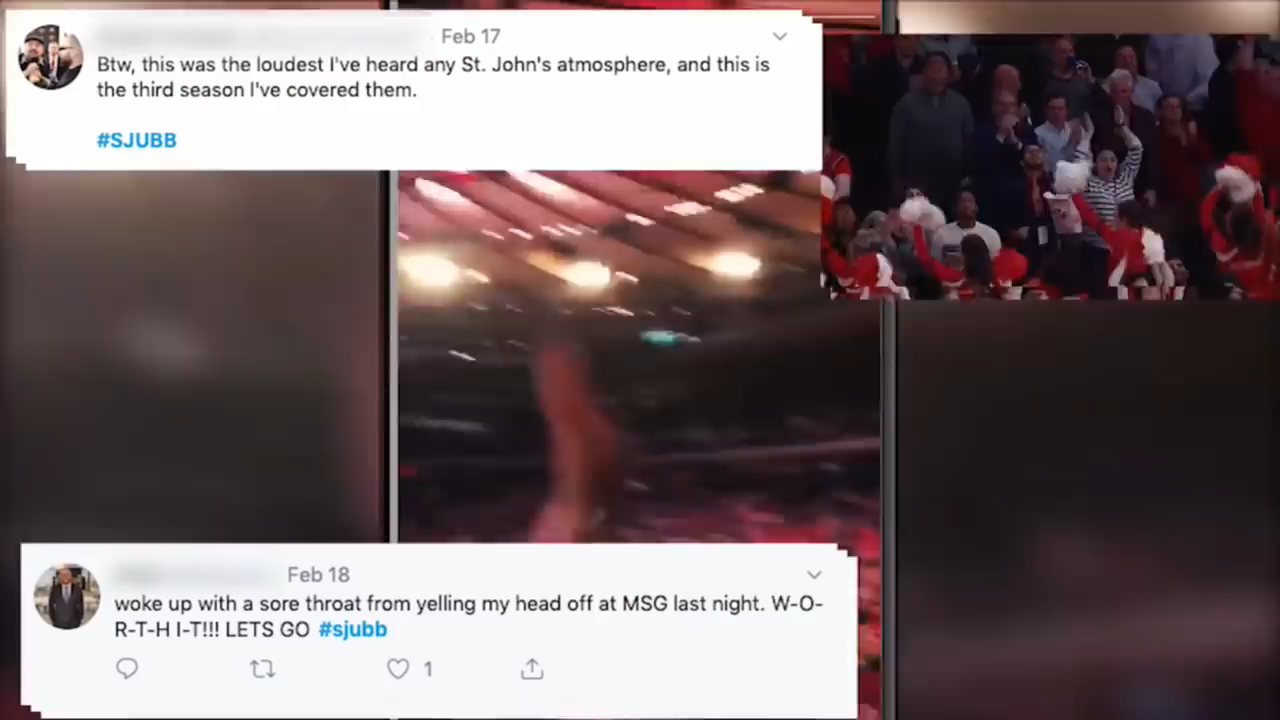 Feb 17
Btw, this was the loudest I've heard any St. John's atmosphere, and this is
the third season I've covered them.
#SJUBB
Feb 18
woke up with a sore throat from yelling my head off at MSG last night. W-O-
R-T-H I-T!!! LETS GO #sjubb
1